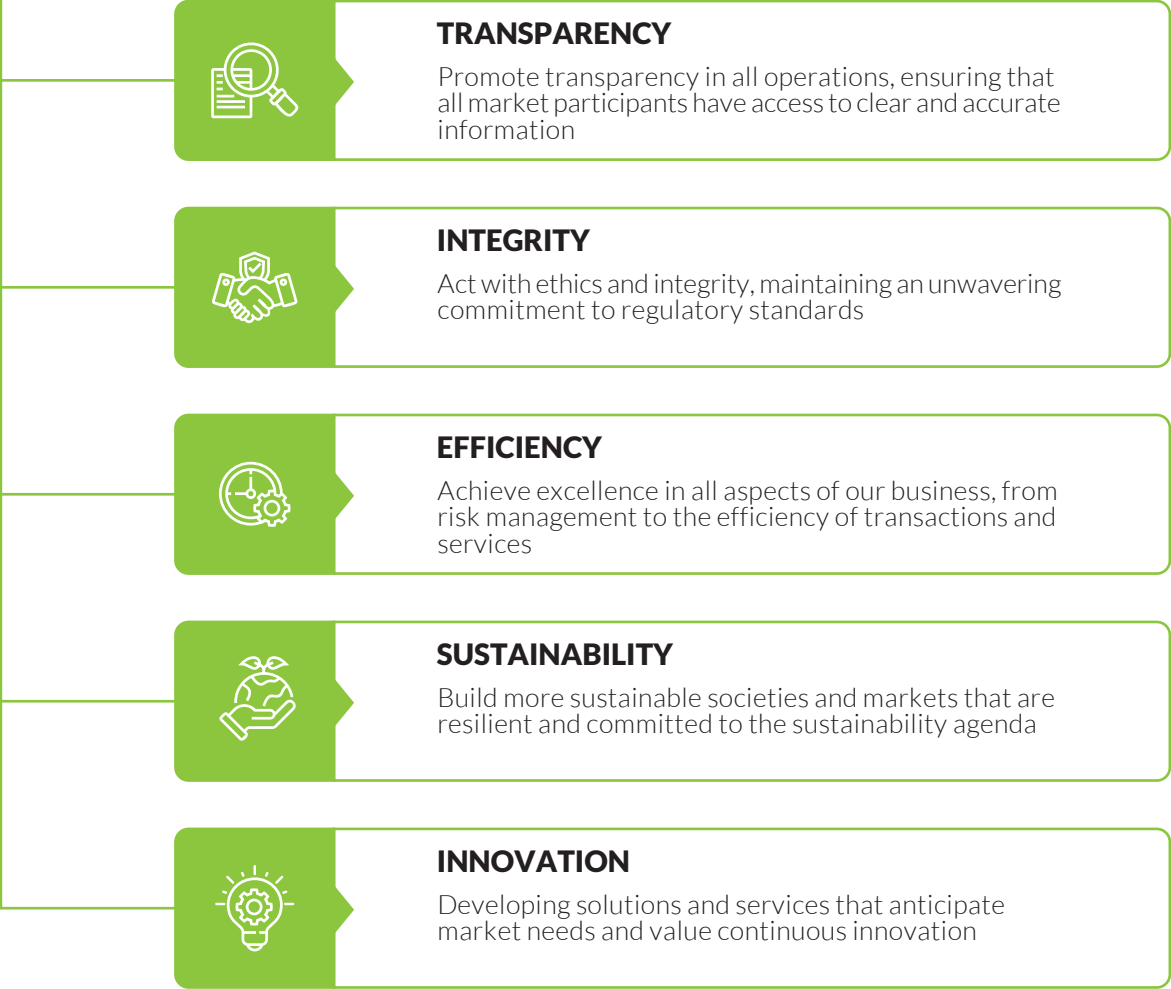 TRANSPARENCY
Promote transparency in all operations, ensuring that
all market participants have access to clear and accurate
information
INTEGRITY
Act with ethics and integrity, maintaining an unwavering
commitment to regulatory standards
EFFICIENCY
Achieve excellence in all aspects of our business, from
risk management to the efficiency of transactions and
services
SUSTAINABILITY
Build more sustainable societies and markets that are
resilient and committed to the sustainability agenda
INNOVATION
Developing solutions and services that anticipate
market needs and value continuous innovation